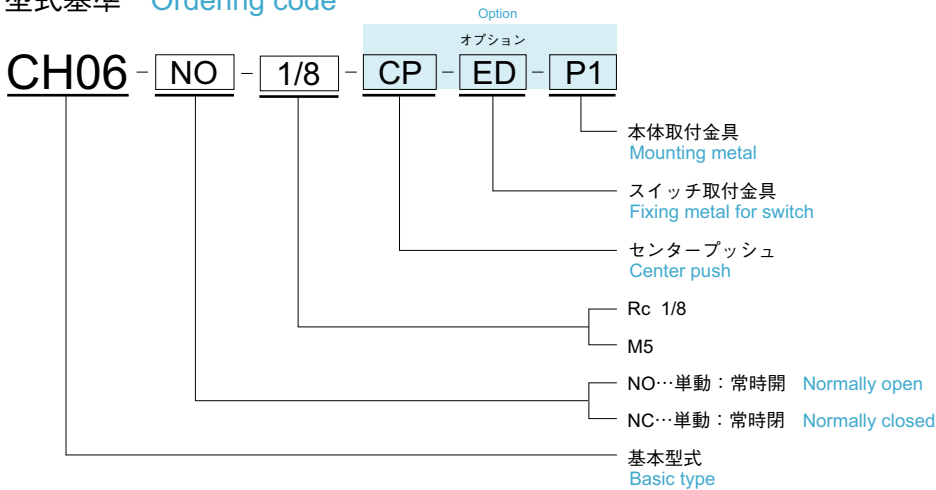 型式基準 Ordering code
Option
オプション
CH06 - NO - 1/8 - CP - ED - P1
本体取付金具
Mounting metal
スイッチ取付金具
Fixing metal for switch
センタープッシュ
Center push
Rc 1/8
M5
NO…単動：常時開 Normally open
NC…単動：常時閉 Normally closed
基本型式
Basic type